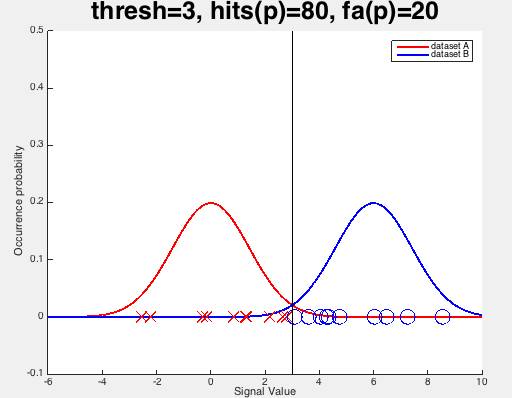 thresh=3, hits(p)=80, fa(p)=20
0.5
dataset A
dataset B
0.4
0.3
0.2
0.1
0
-0.1
Occurrence probability
-6 -4 -2 0 2 4 6 8 10
Signal Value